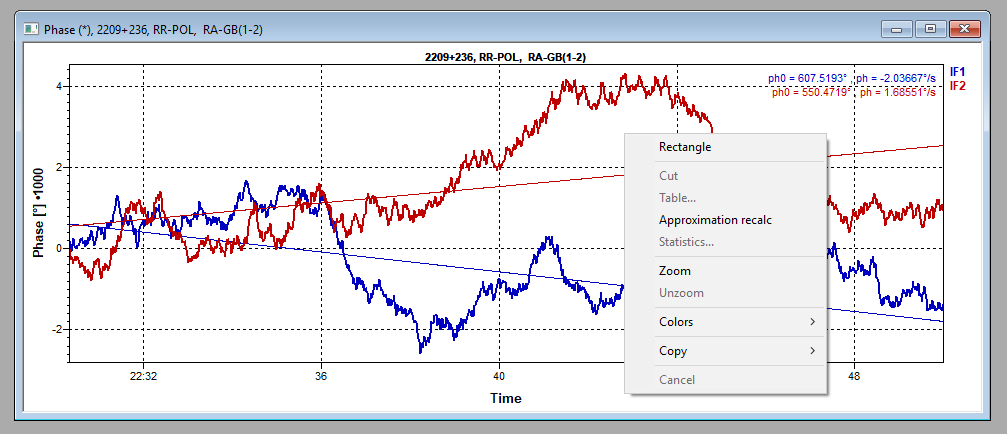 Phase (*), 2209+236, RR-POL, RA-GB(1-2)
2209+236, RR-POL, RA-GB(1-2)
ph0 = 607.5193° , ph = -2.03667°/s
IF1
ph0 = 550.4719° , ph = 1.68551°/s
IF2
Phase [°] •1000
4
2
0
-2
Rectangle
Cut
Table...
Approximation recalc
Statistics...
Zoom
Unzoom
Colors
Copy
Cancel
22:32
36
40
48
Time